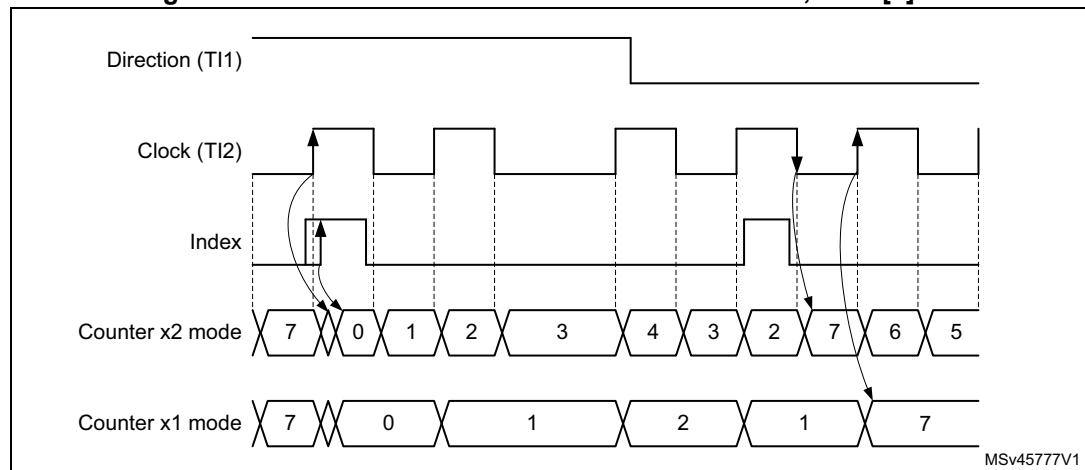 Direction (TI1)
Clock (TI2)
Index
Counter x2 mode 7 0 1 2 3 4 3 2 7 6 5
Counter x1 mode 7 0 1 2 1 7
MSv45777V1